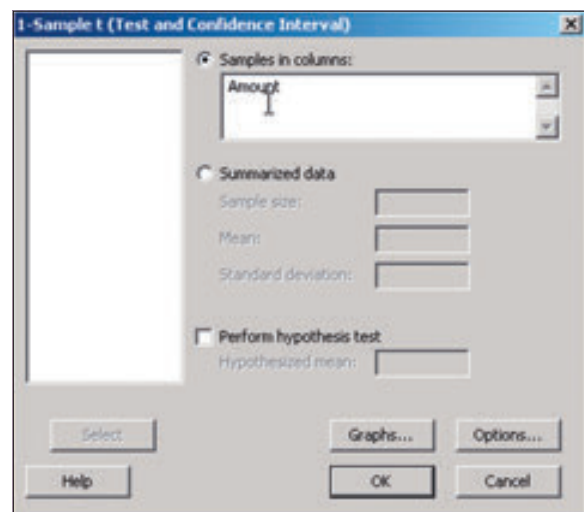 1-Sample t (Test and Confidence Interval)
Samples in columns:
Amount
Summarized data
Sample size:
Mean:
Standard deviation:
Perform hypothesis test
Hypothesized mean:
Select
Graphs...
Options...
Help
OK
Cancel